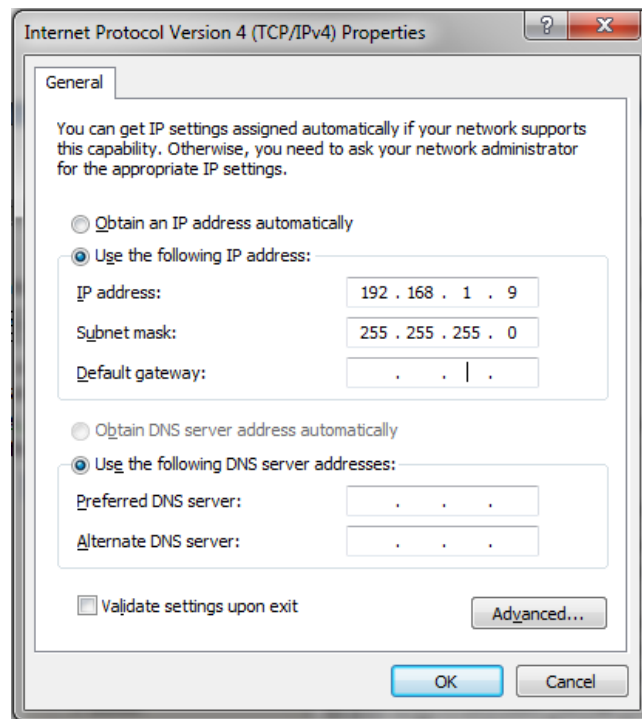 Internet Protocol Version 4 (TCP/IPv4) Properties
General
You can get IP settings assigned automatically if your network supports
this capability. Otherwise, you need to ask your network administrator
for the appropriate IP settings.
Obtain an IP address automatically
Use the following IP address:
IP address: 192 . 168 . 1 . 9
Subnet mask: 255 . 255 . 255 . 0
Default gateway: . . .
Obtain DNS server address automatically
Use the following DNS server addresses:
Preferred DNS server: . . .
Alternate DNS server: . . .
Validate settings upon exit
Advanced...
OK Cancel